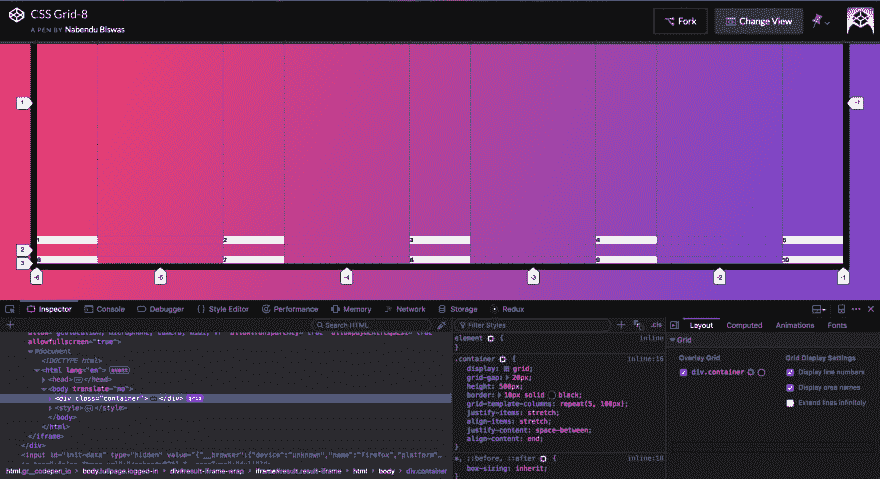 CSS Grid-8
A PEN BY Nabendu Biswas
Fork
Change View
1
-1
1 2 3 4 5
2
7
10
3
-6 -5 -4 -3 -2 -1
Inspector Console Debugger Style Editor Performance Memory Network Storage Redux
Search HTML
allowfullscreen="true">
#document
<!DOCTYPE html>
<html lang="en"> event
<head> </head>
<body translate="no">
<div class="container"> </div> grid
<style> </style>
</body>
</html>
</iframe>
</div>
<input id="init-data" type="hidden" value="{"__browser":{"device":"unknown","name":"firefox","platform"
html.gr__codepen_io body.fullpage.logged-in div#result-iframe-wrap iframe#result.result-iframe html body div.container
Filter Styles
.cls
element {
inline
}
.container {
inline:16
display: grid;
grid-gap: 20px;
height: 500px;
border: 10px solid black;
grid-template-columns: repeat(5, 100px);
justify-items: stretch;
align-items: stretch;
justify-content: space-between;
align-content: end;
}
*, ::before, ::after {
inline:10
box-sizing: inherit;
Layout Computed Animations Fonts
Grid
Overlay Grid
div.container
Grid Display Settings
Display line numbers
Display area names
Extend lines infinitely